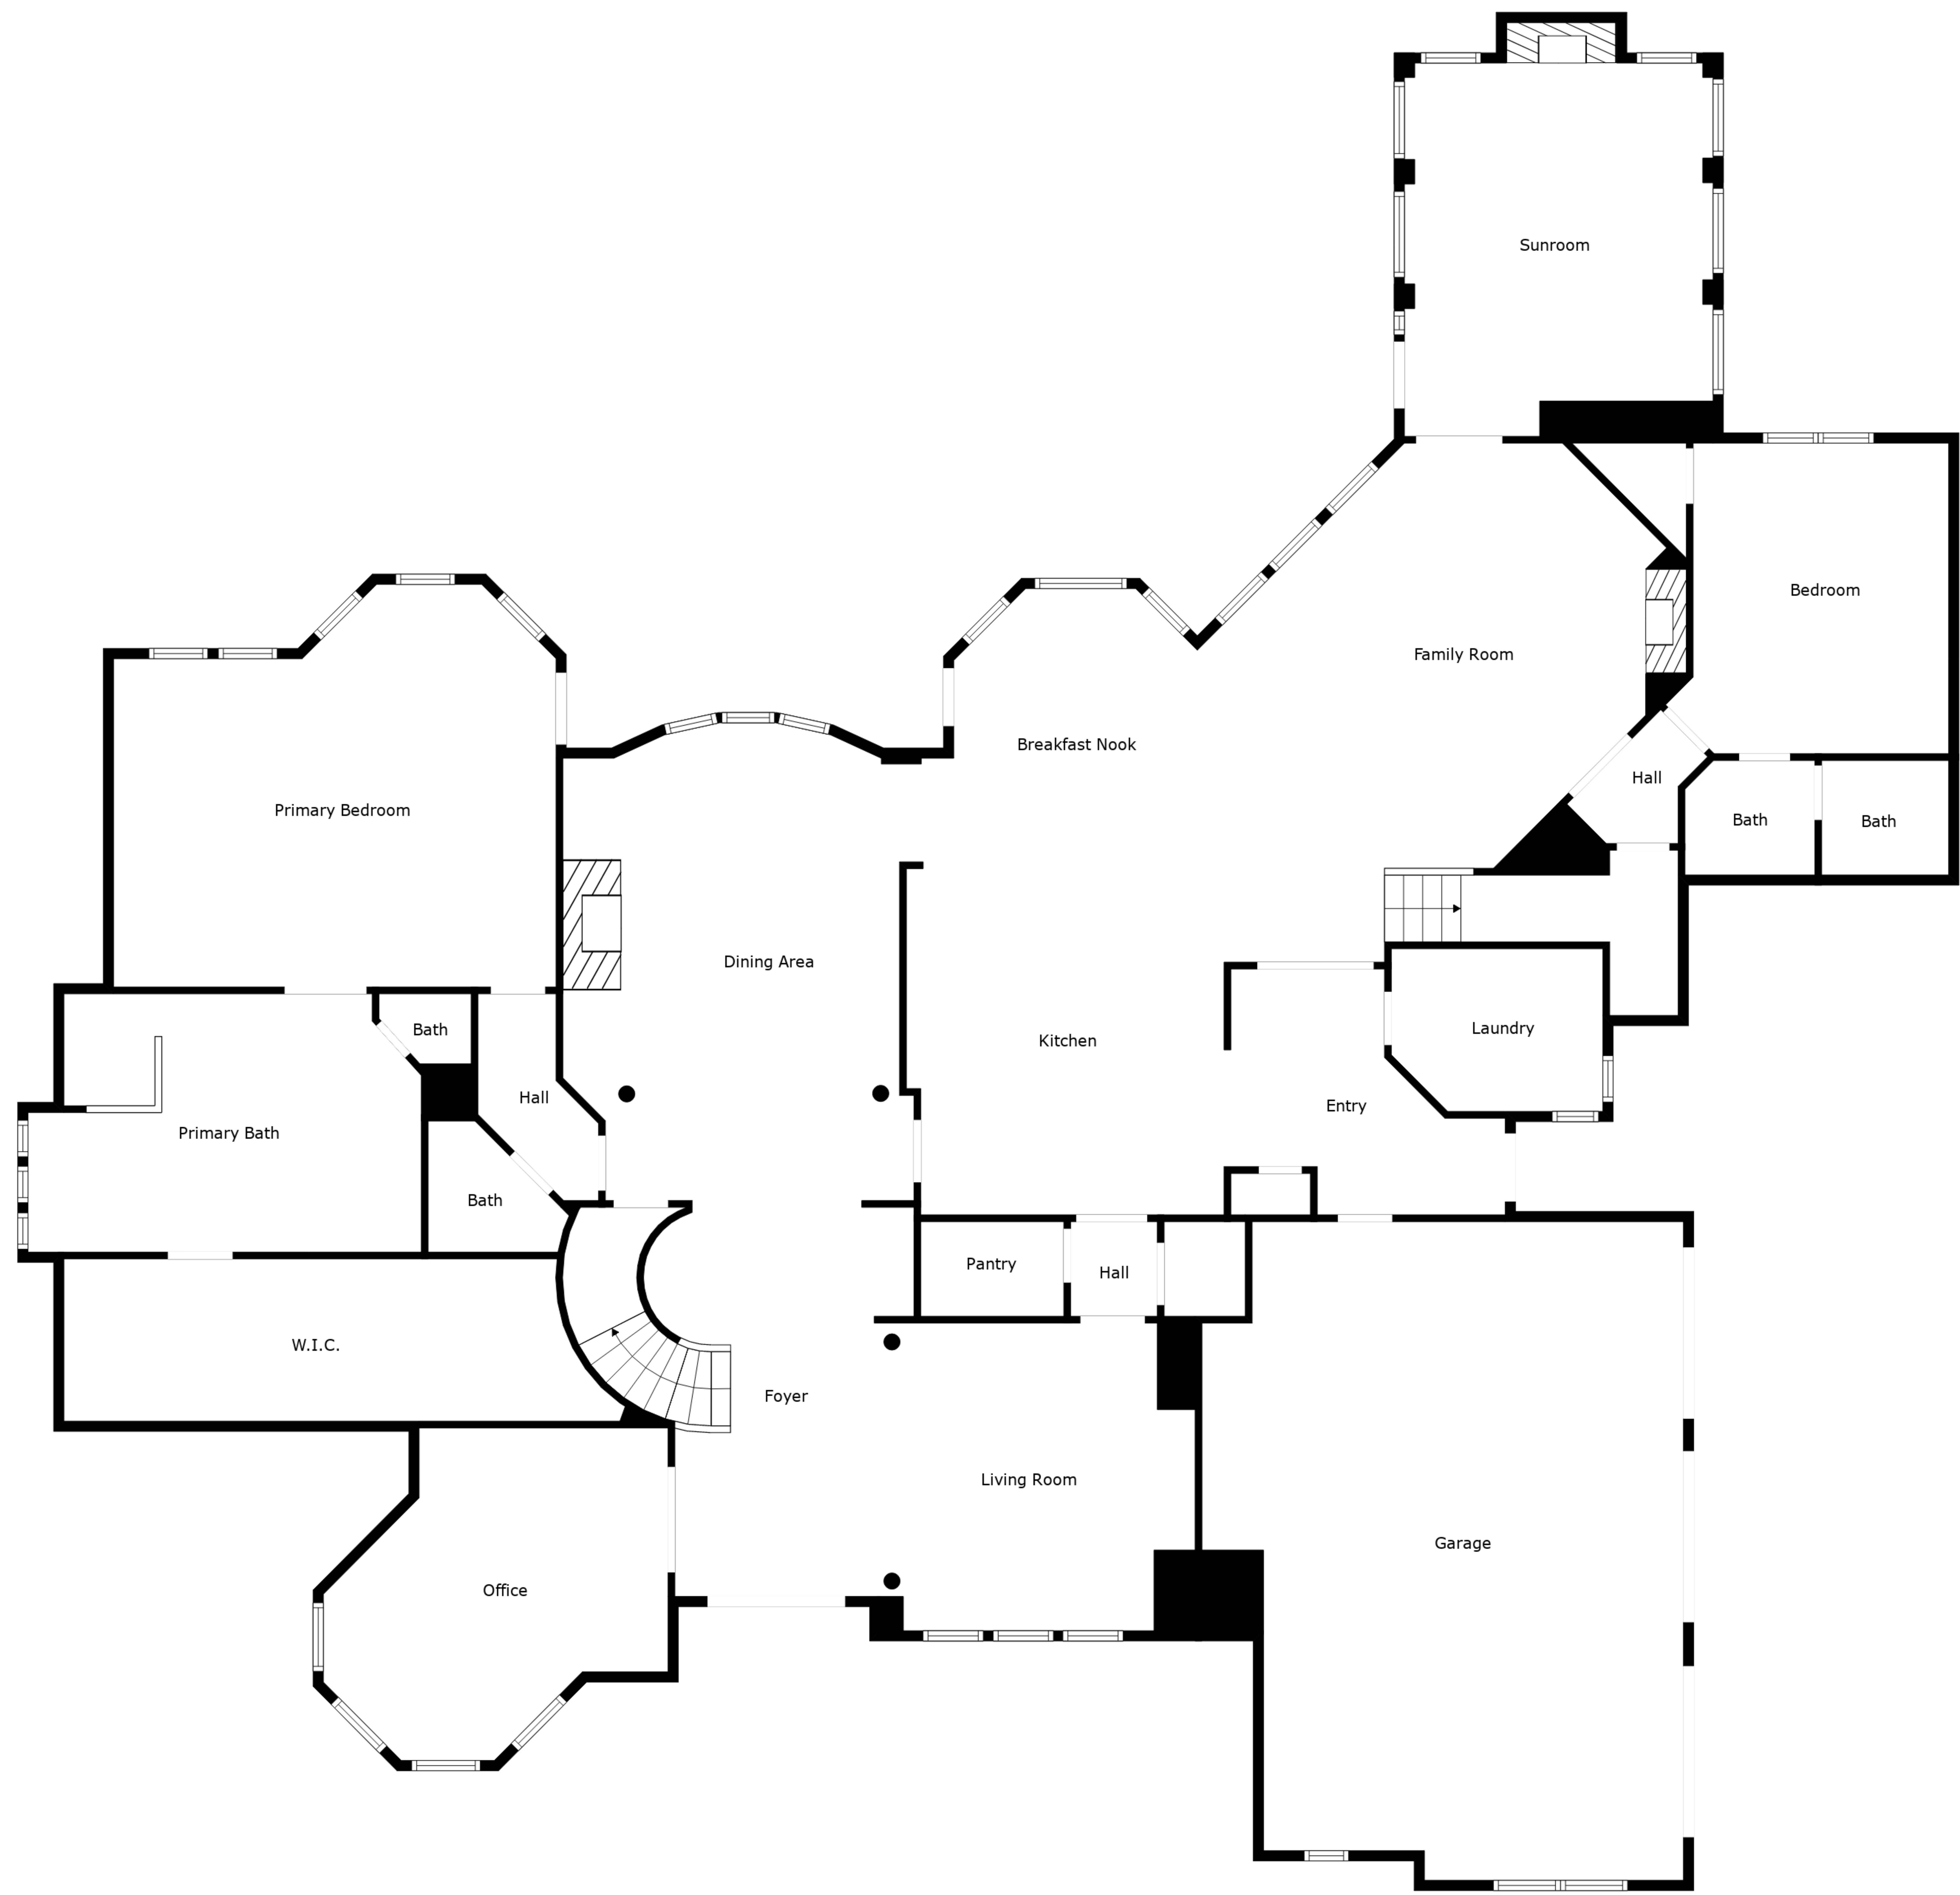 Sunroom
Bedroom
Family Room
Breakfast Nook
Hall
Primary Bedroom
Bath
Bath
Dining Area
Laundry
Bath
Kitchen
Hall
Entry
Primary Bath
Bath
Pantry
Hall
W.I.C.
Foyer
Living Room
Garage
Office